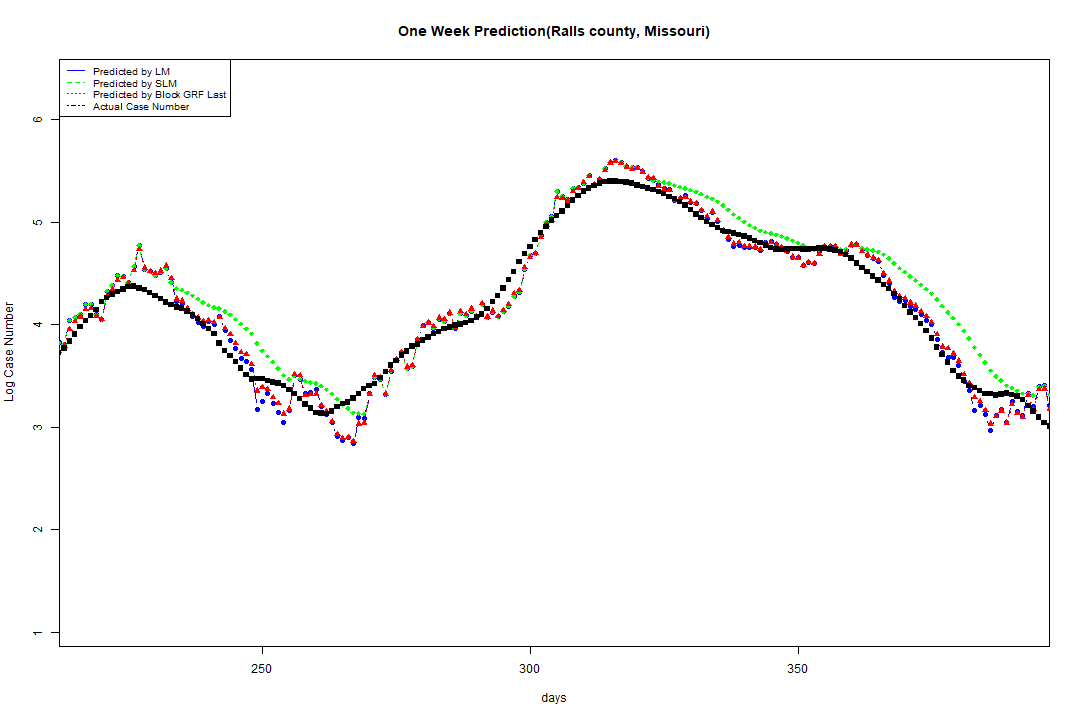 One Week Prediction(Ralls county, Missouri)
Predicted by LM
Predicted by SLM
Predicted by Block GRF Last
Actual Case Number
Log Case Number
6
5
4
3
2
1
250
300
350
days